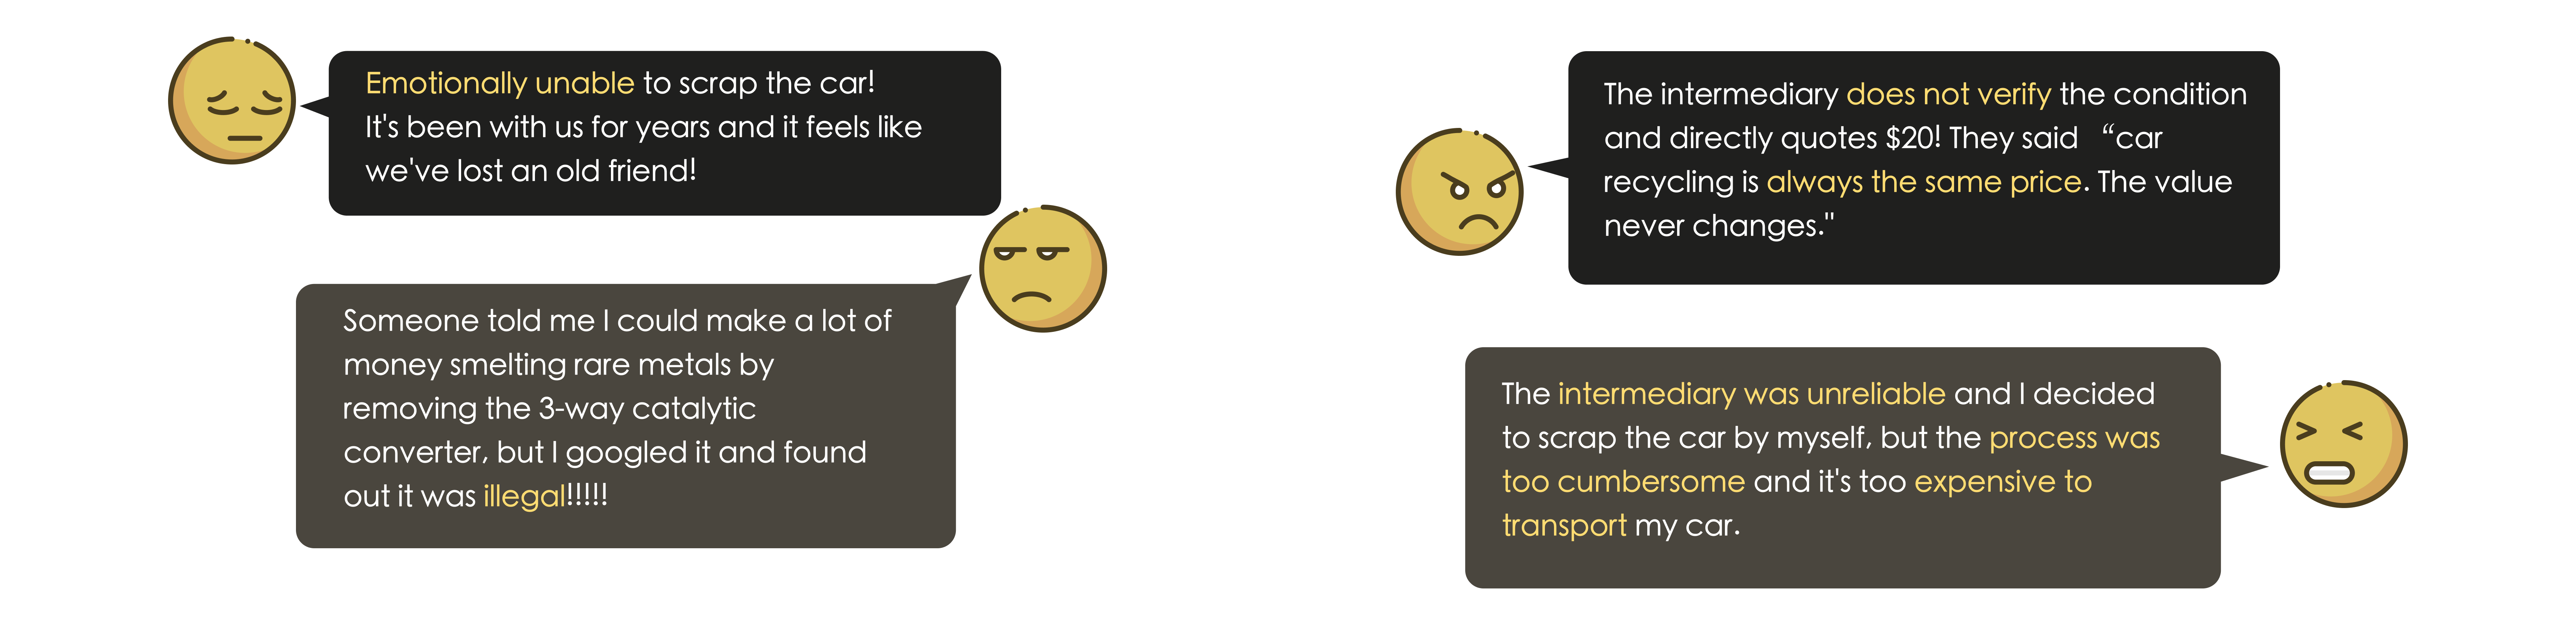 Emotionally unable to scrap the car!
It's been with us for years and it feels like
we've lost an old friend!
Someone told me I could make a lot of
money smelting rare metals by
removing the 3-way catalytic
converter, but I googled it and found
out it was illegal!!!!!
The intermediary does not verify the condition
and directly quotes $20! They said “car
recycling is always the same price. The value
never changes."
The intermediary was unreliable and I decided
to scrap the car by myself, but the process was
too cumbersome and it's too expensive to
transport my car.